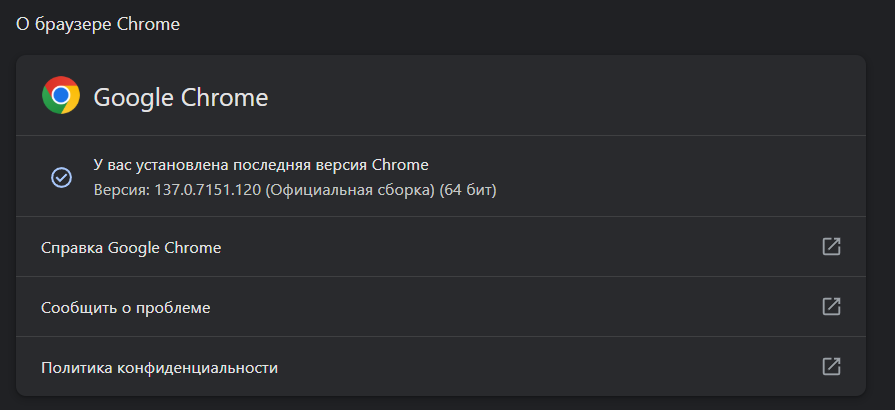 О браузере Chrome
Google Chrome
У вас установлена последняя версия Chrome
Версия: 137.0.7151.120 (Официальная сборка) (64 бит)
Справка Google Chrome
Сообщить о проблеме
Политика конфиденциальности